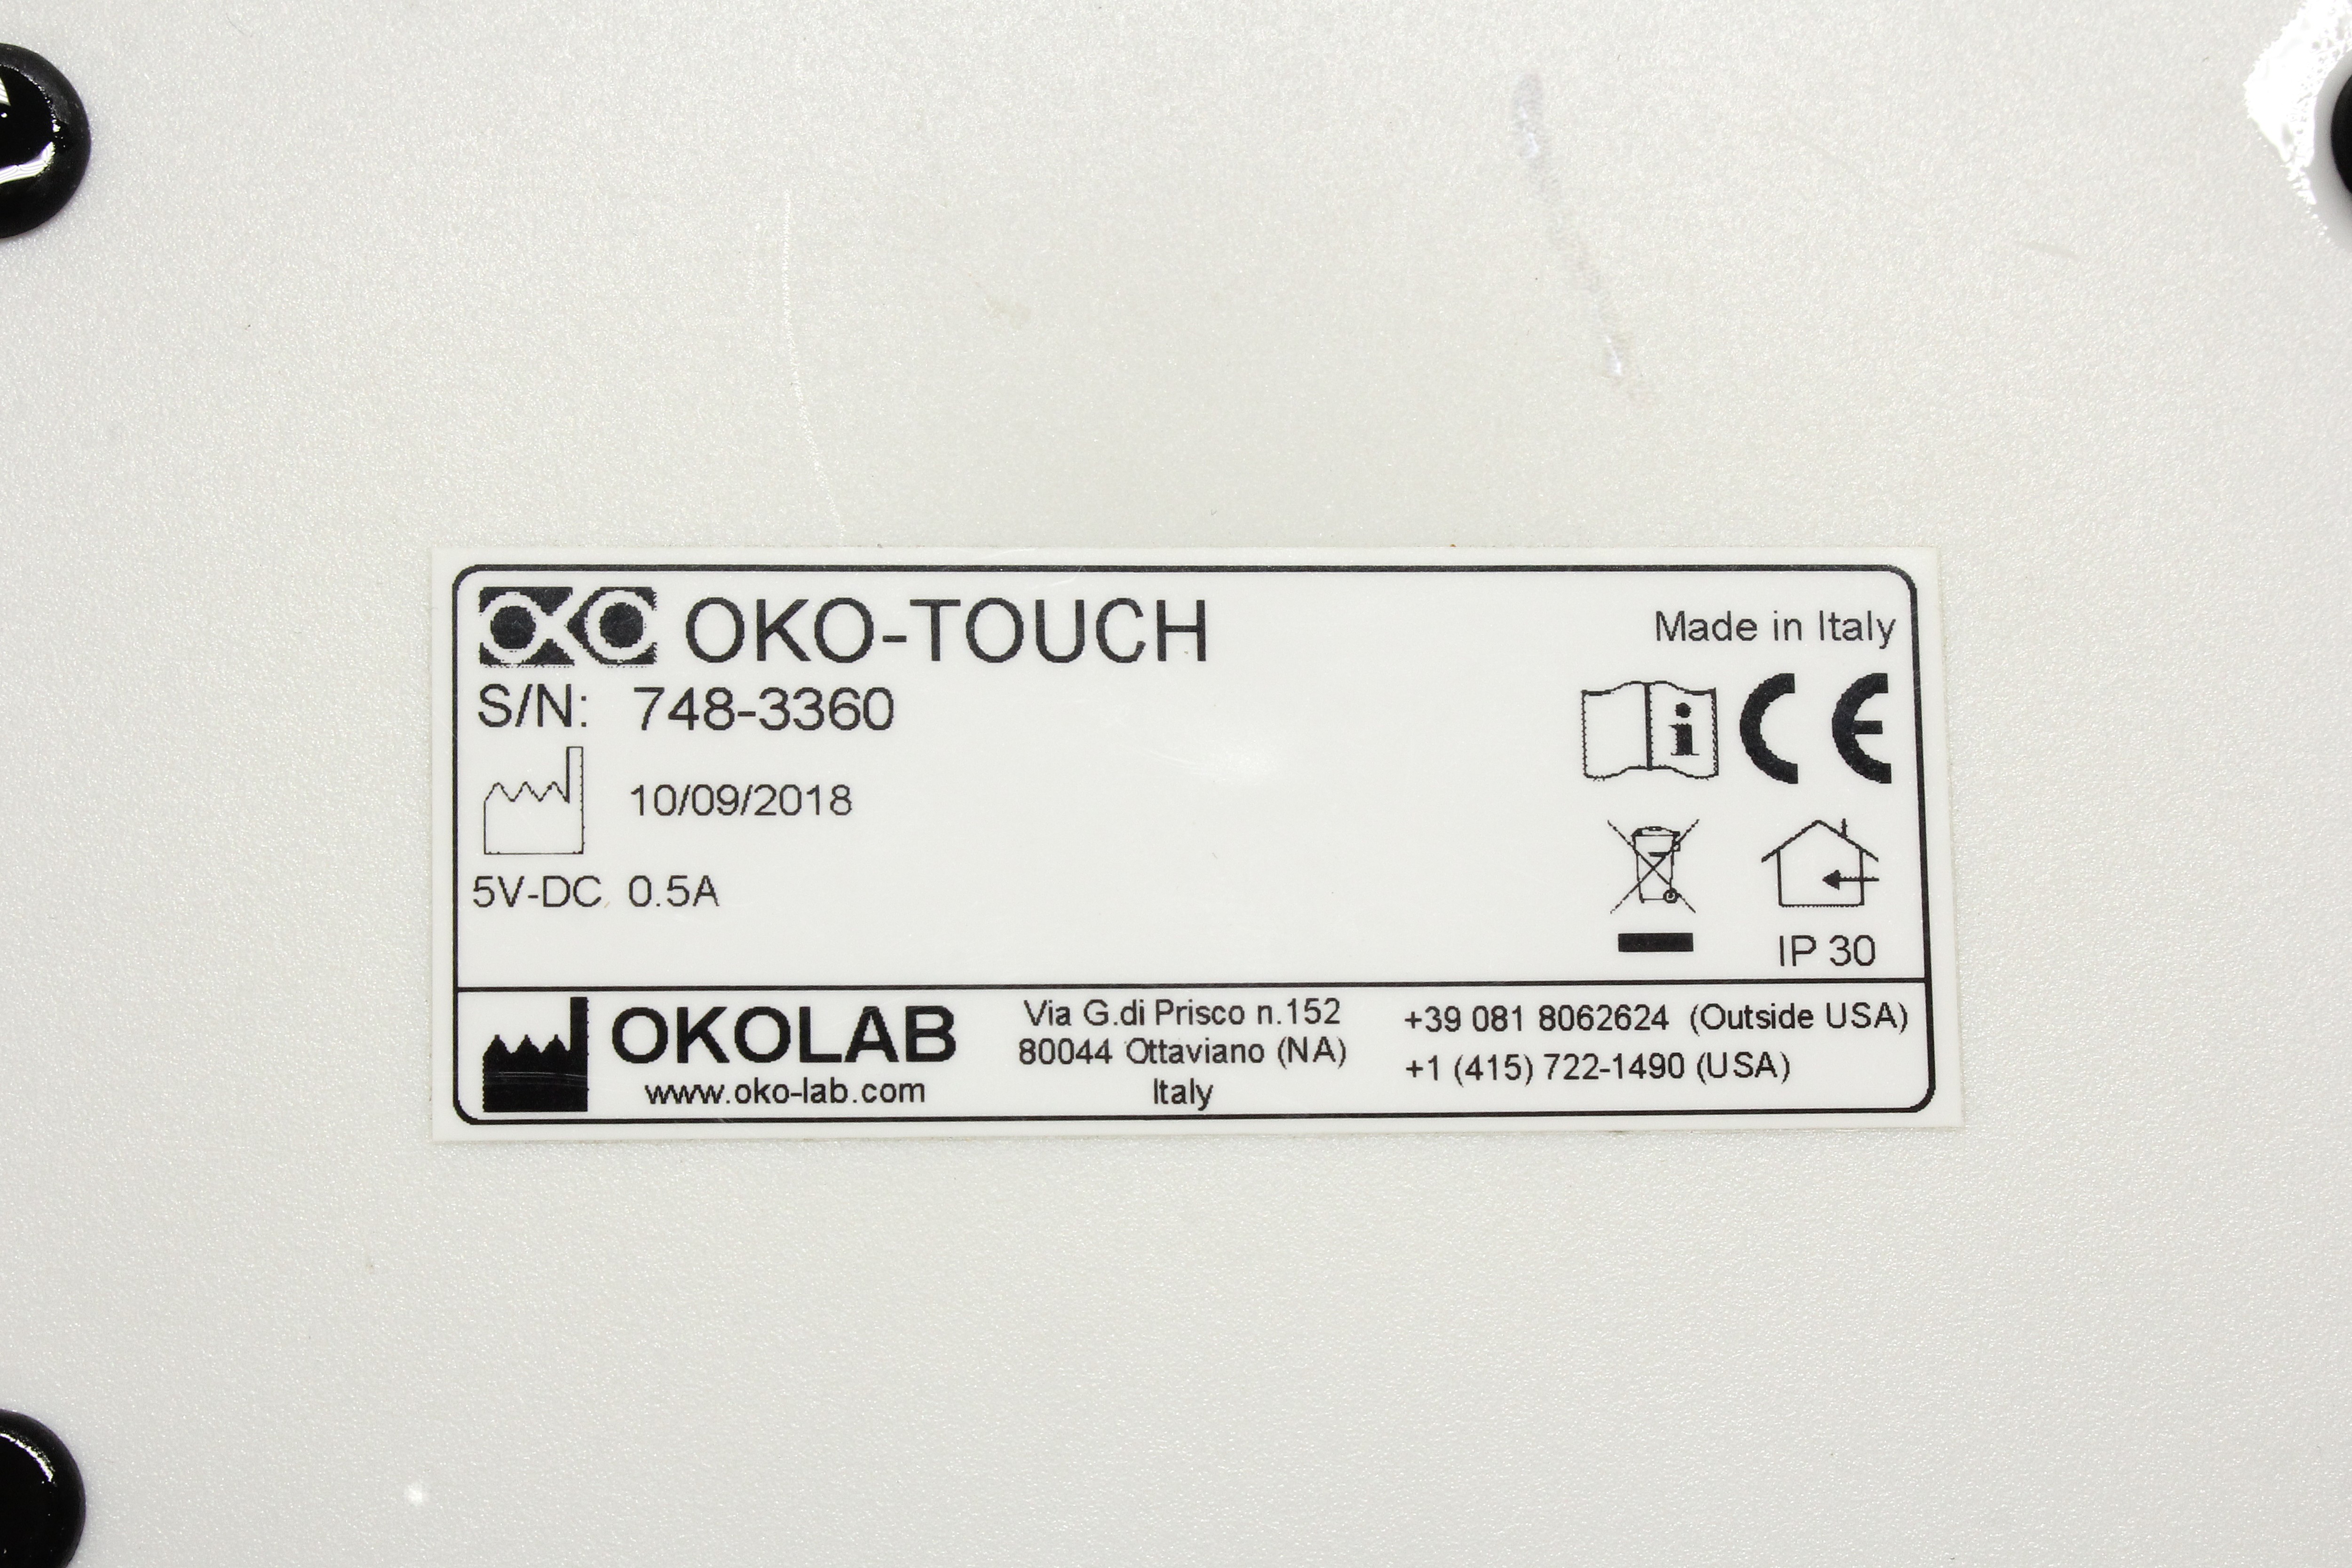 OKO-TOUCH
Made in Italy
S/N: 748-3360
10/09/2018
5V-DC 0.5A
IP 30
OKOLAB
www.oko-lab.com
Via G.di Prisco n.152
80044 Ottaviano (NA)
Italy
+39 081 8062624 (Outside USA)
+1 (415) 722-1490 (USA)